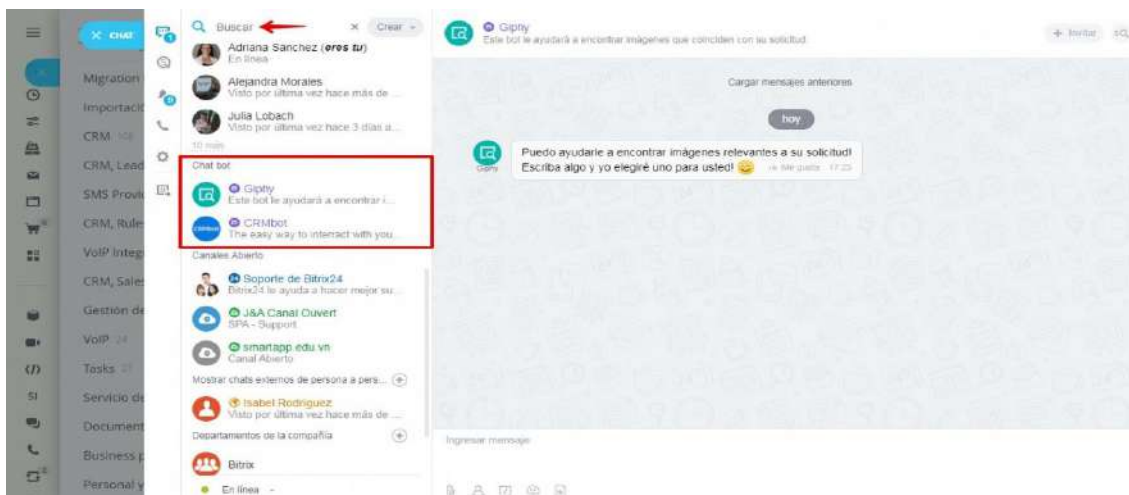 CHAT
Migration
Importació
CRM 108
CRM, Lead
SMS Provi
CRM, Rule
VoIP Integ
CRM, Sale
Gestión de
VoIP 24
Tasks
Servicio de
Document
Business p
Personal y
SI
Buscar
Crear
Adriana Sanchez (eres tu)
En línea
Alejandra Morales
Visto por última vez hace más de ...
Julia Lobach
Visto por última vez hace 3 días a...
Chat bot
Giphy
Este bot le ayudará a encontrar i...
CRMbot
The easy way to interract with you...
Canales Abierto
Soporte de Bitrix24
Bitrix24 le ayuda a hacer mejor su...
J&A Canal Ouvert
SPA - Support
smartapp.edu.vn
Canal Abierto
Mostrar chats externos de persona a pers...
Isabel Rodriguez
Visto por última vez hace más de ...
Departamentos de la compañía
Bitrix
En línea -
Giphy
Este bot le ayudará a encontrar imágenes que coinciden con su solicitud
+ Invitar
Cargar mensajes anteriores
hoy
Puedo ayudarle a encontrar imágenes relevantes a su solicitud!
Escriba algo y yo elegiré uno para usted!
Me gusta 17:23
Giphy
Ingresar mensaje